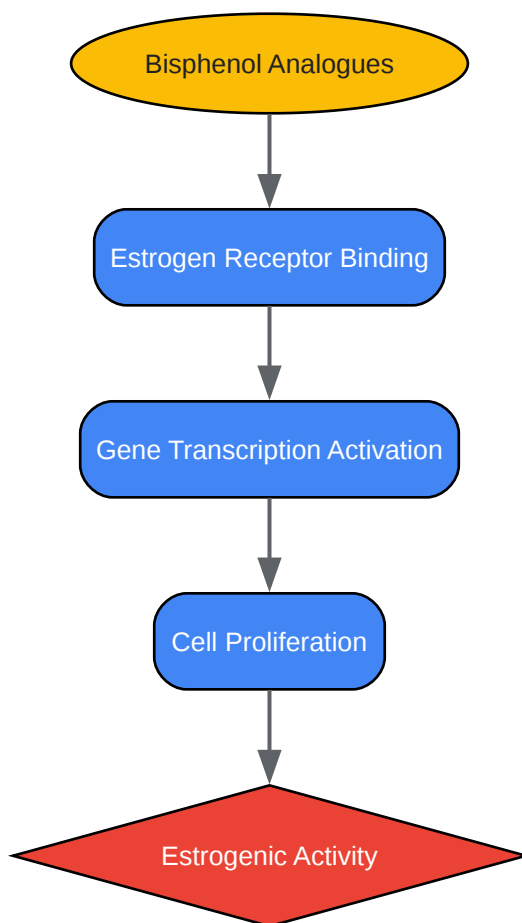 Bisphenol Analogues
Estrogen Receptor Binding
Gene Transcription Activation
Cell Proliferation
Estrogenic Activity